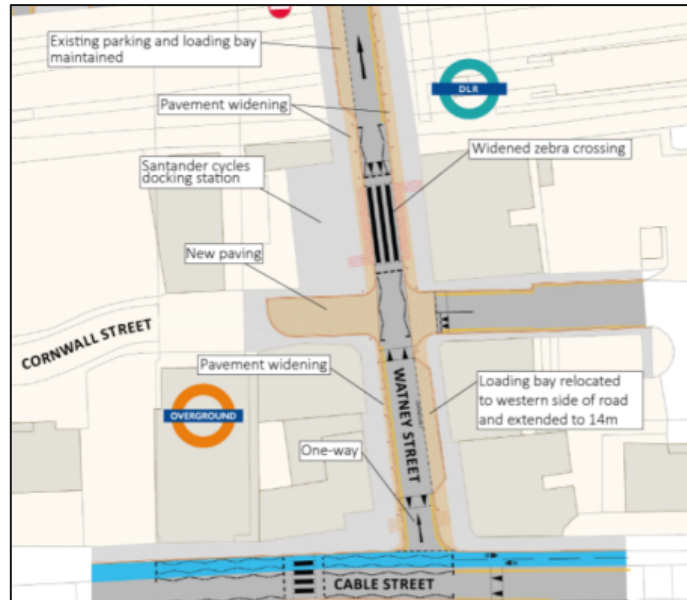 Existing parking and loading bay
maintained
DLR
Pavement widening
Widened zebra crossing
Santander cycles
docking station
New paving
CORNWALL STREET
Pavement widening
Loading bay relocated
to western side of road
and extended to 14m
OVERGROUND
WATNEY STREET
One-way
CABLE STREET